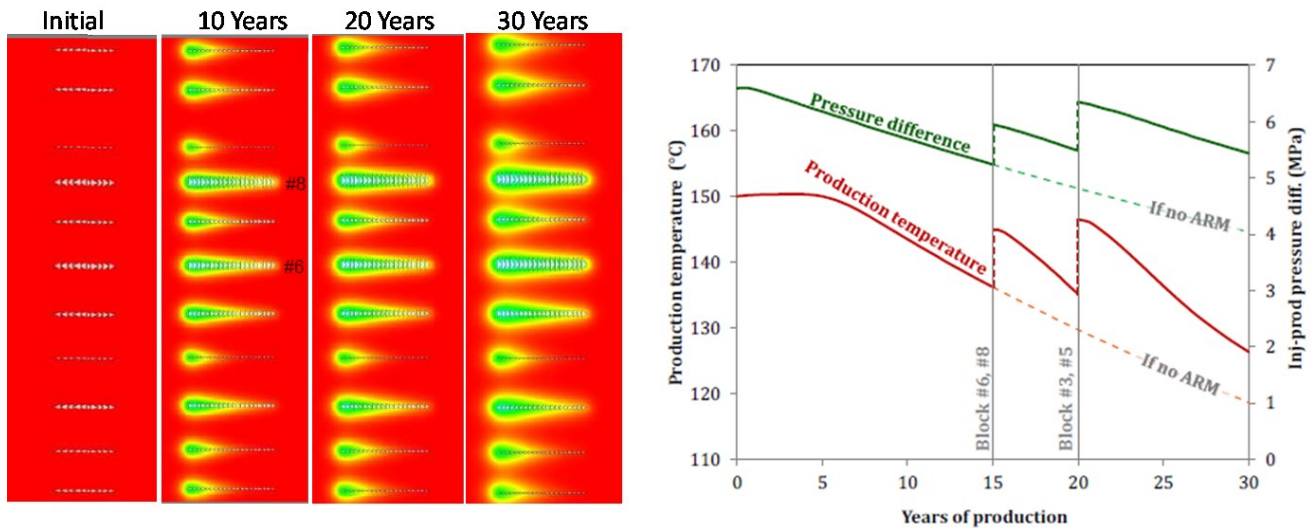 Initial 10 Years 20 Years 30 Years
#8
#6
170
160
150
140
130
120
110
Production temperature (°C)
Pressure difference
Production temperature
If no ARM
If no ARM
Block #6, #8
Block #3, #5
7
6
5
4
3
2
1
0
Inj-prod pressure diff. (MPa)
0 5 10 15 20 25 30
Years of production